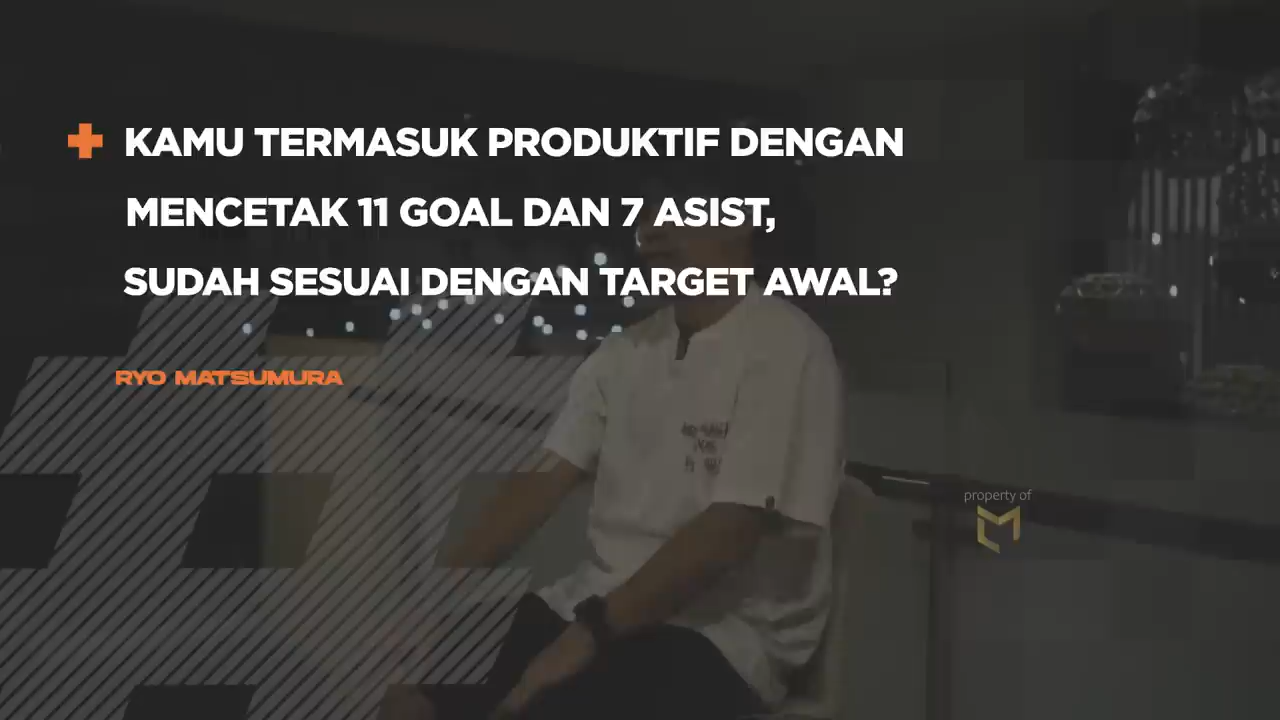 KAMU TERMASUK PRODUKTIF DENGAN
MENCETAK 11 GOAL DAN 7 ASIST,
SUDAH SESUAI DENGAN TARGET AWAL?
RYO MATSUMURA
property of